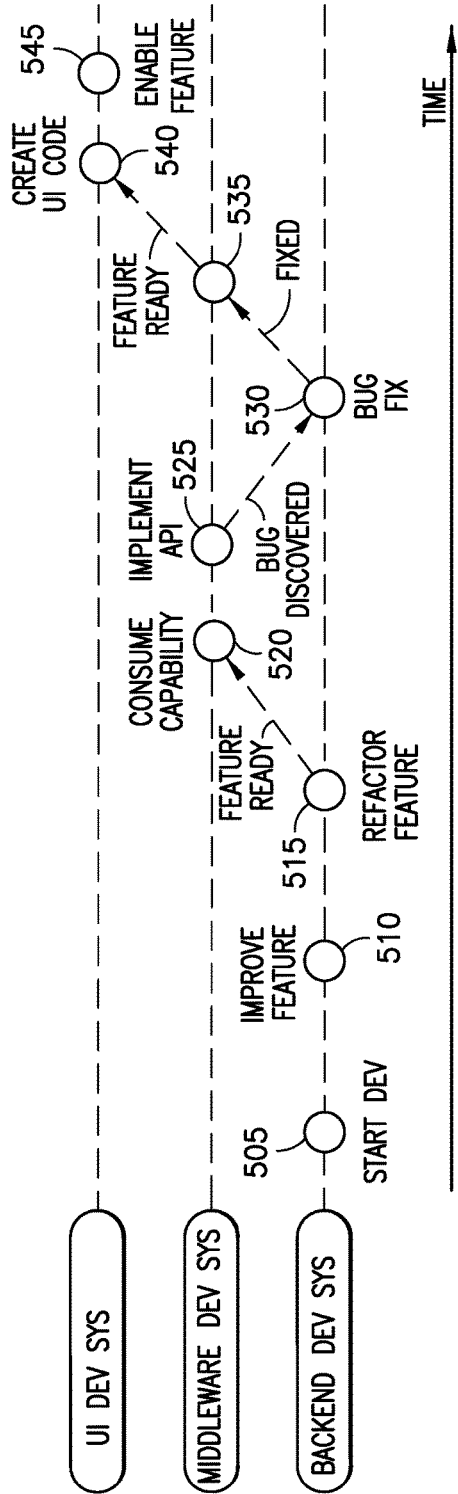 UI DEV SYS
CREATE
UI CODE
540
545
ENABLE
FEATURE
MIDDLEWARE DEV SYS
CONSUME
CAPABILITY
520
IMPLEMENT
API
525
FEATURE
READY
535
BACKEND DEV SYS
505
START DEV
IMPROVE
FEATURE
510
FEATURE
READY
515
REFACTOR
FEATURE
BUG
DISCOVERED
530
BUG
FIX
FIXED
TIME